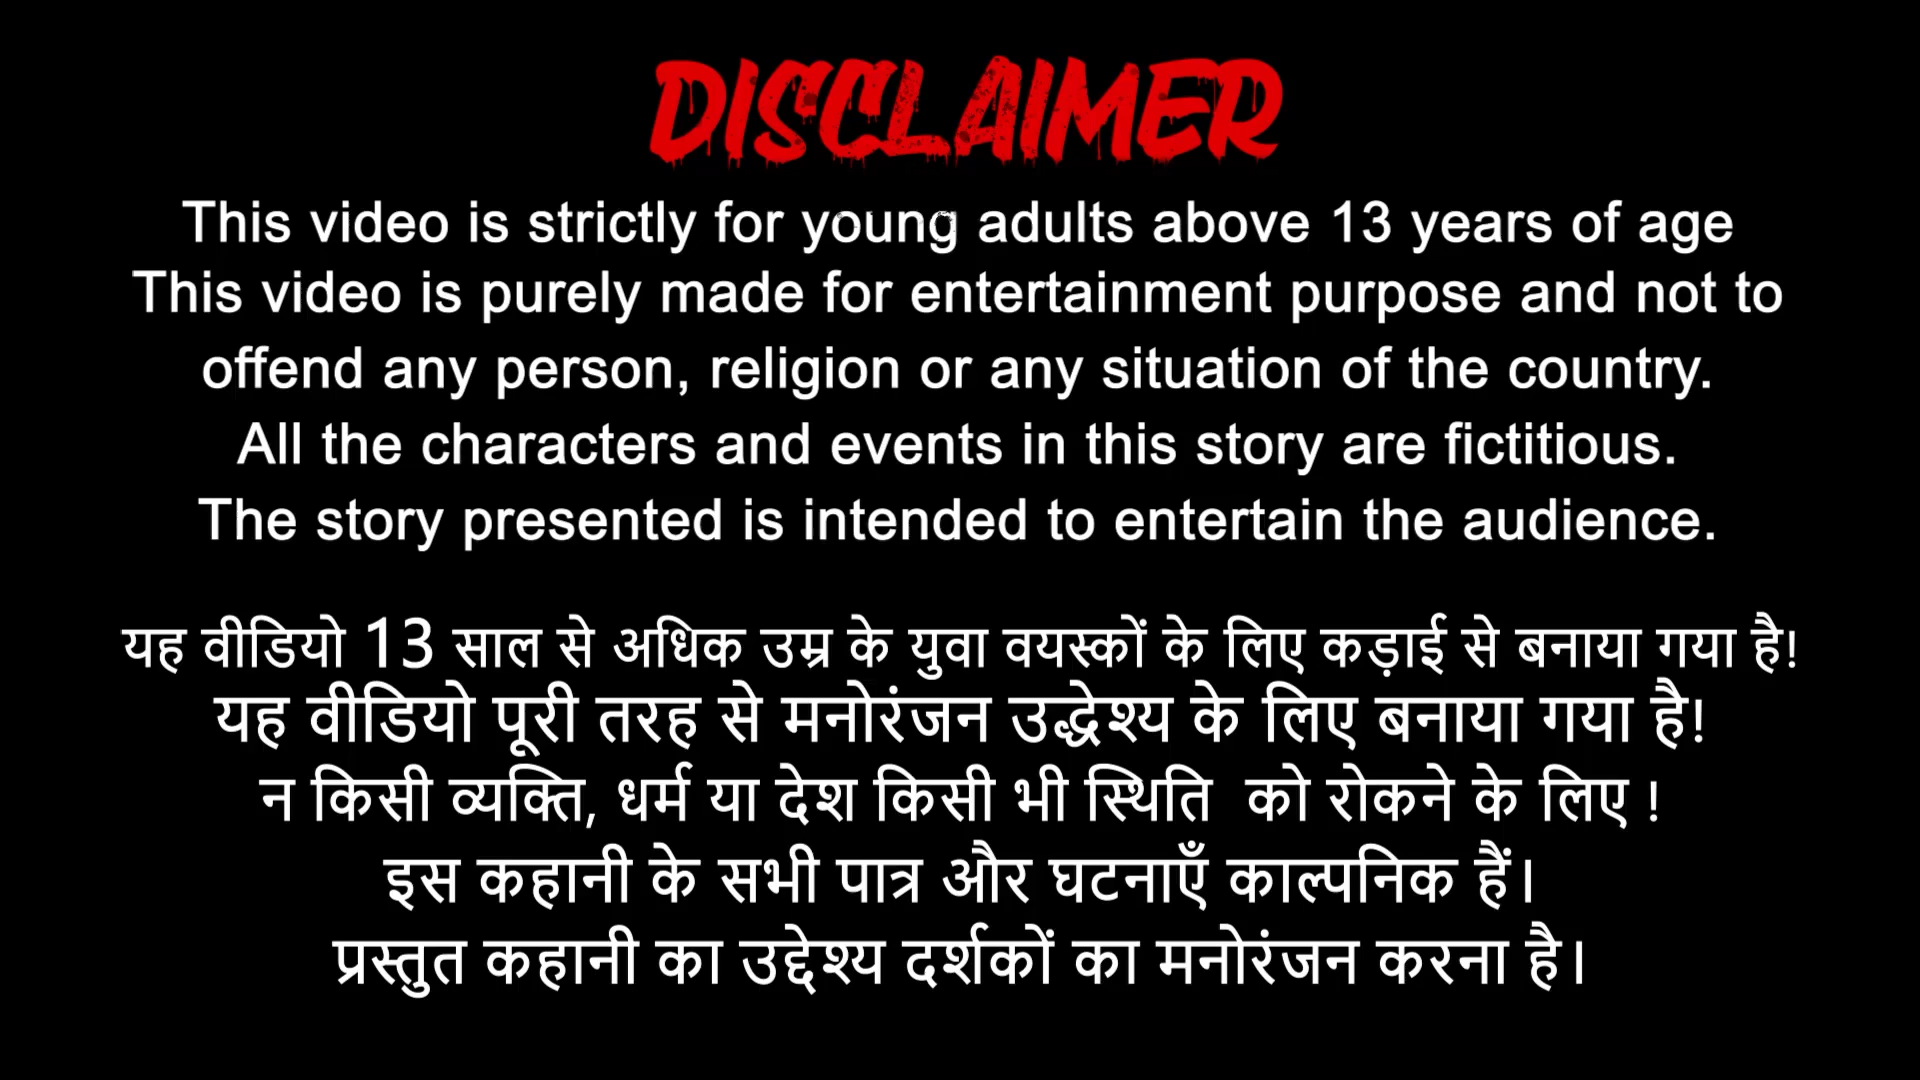 DISCLAIMER
This video is strictly for young adults above 13 years of age
This video is purely made for entertainment purpose and not to
offend any person, religion or any situation of the country.
All the characters and events in this story are fictitious.
The story presented is intended to entertain the audience.
यह वीडियो 13 साल से अधिक उम्र के युवा वयस्कों के लिए कड़ाई से बनाया गया है!
यह वीडियो पूरी तरह से मनोरंजन उद्धेश्य के लिए बनाया गया है!
न किसी व्यक्ति, धर्म या देश किसी भी स्थिति को रोकने के लिए !
इस कहानी के सभी पात्र और घटनाएँ काल्पनिक हैं।
प्रस्तुत कहानी का उद्देश्य दर्शकों का मनोरंजन करना है।